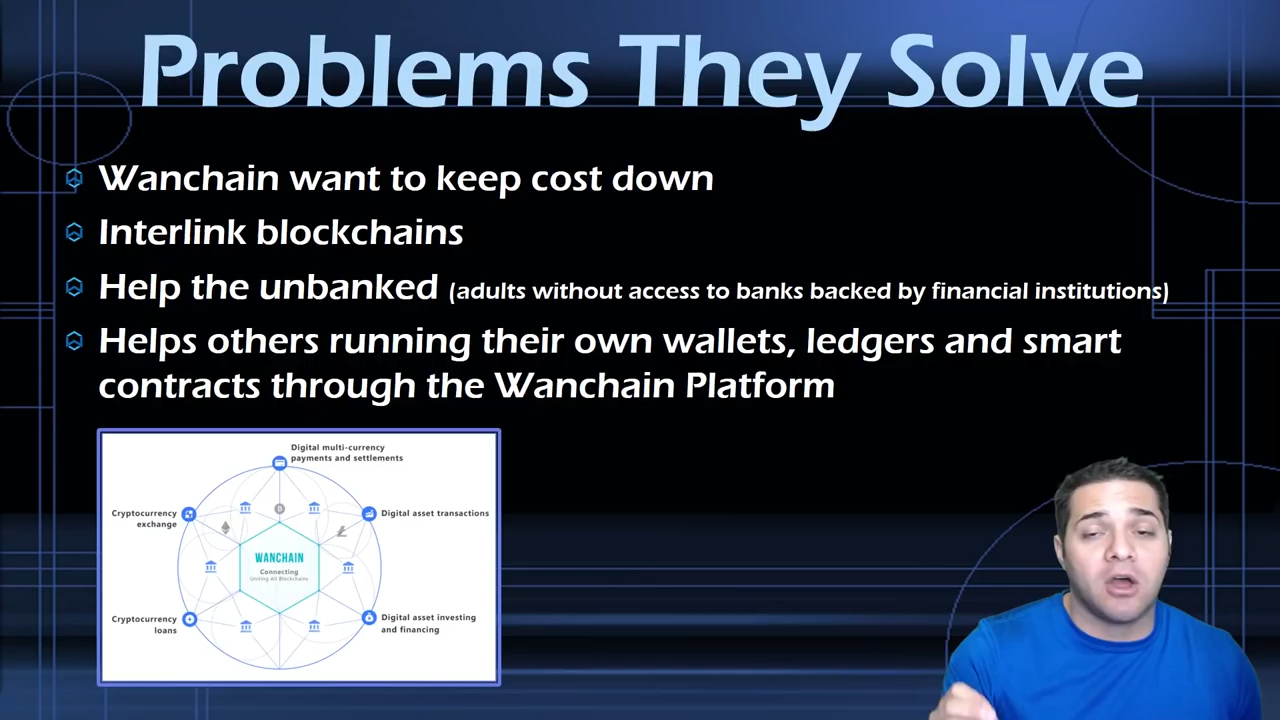 Problems They Solve
Wanchain want to keep cost down
Interlink blockchains
Help the unbanked (adults without access to banks backed by financial institutions)
Helps others running their own wallets, ledgers and smart
contracts through the Wanchain Platform
Digital multi-currency
payments and settlements
Cryptocurrency
exchange
Digital asset transactions
WANCHAIN
Connecting
Uniting All Blockchains
Cryptocurrency
loans
Digital asset investing
and financing